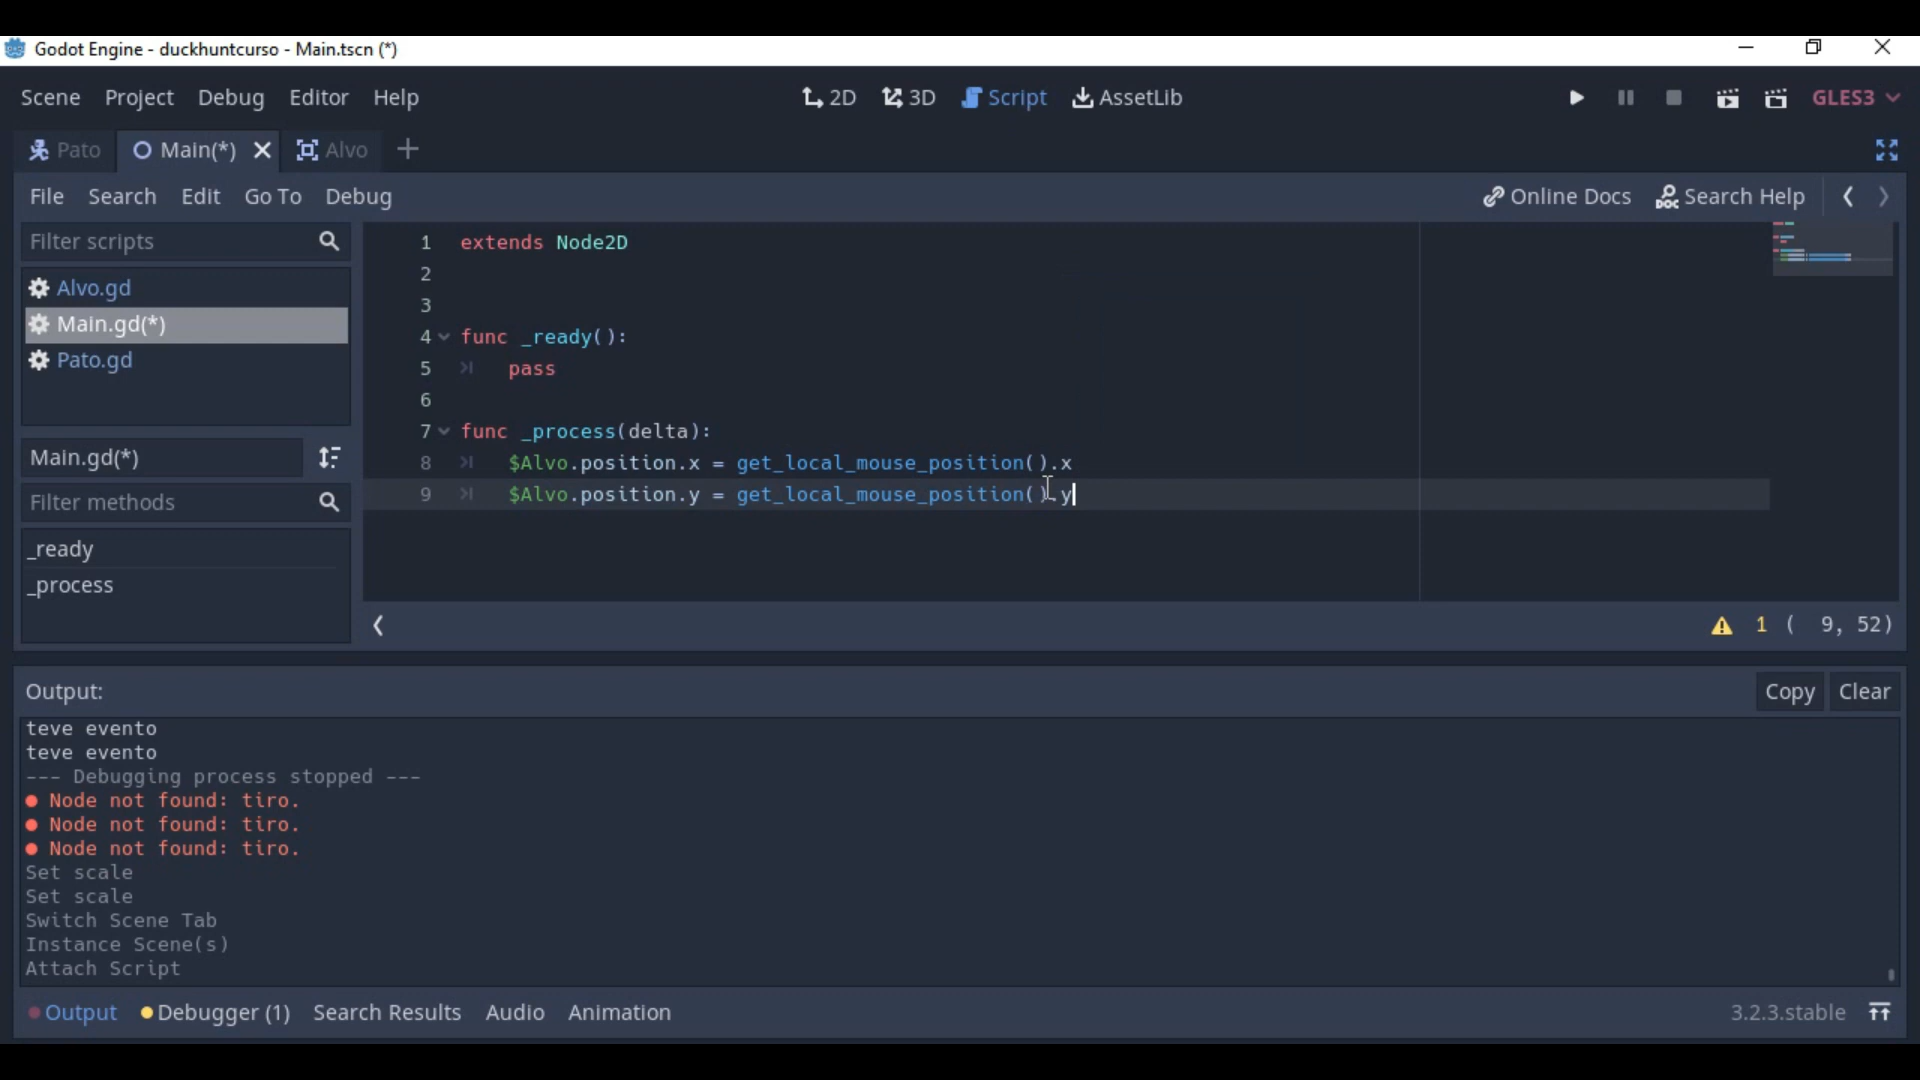 Godot Engine - duckhuntcurso - Main.tscn (*)
Scene Project Debug Editor Help 2D 3D Script AssetLib GLES3
Pato Main(*) Alvo
File Search Edit Go To Debug Online Docs Search Help
Filter scripts
Alvo.gd
Main.gd(*)
Pato.gd
Main.gd(*)
Filter methods
_ready
_process
1 extends Node2D
2
3
4 func _ready():
5 pass
6
7 func _process(delta):
8 $Alvo.position.x = get_local_mouse_position().x
9 $Alvo.position.y = get_local_mouse_position().y
1 ( 9, 52)
Output: Copy Clear
teve evento
teve evento
--- Debugging process stopped ---
Node not found: tiro.
Node not found: tiro.
Node not found: tiro.
Set scale
Set scale
Switch Scene Tab
Instance Scene(s)
Attach Script
Output Debugger (1) Search Results Audio Animation 3.2.3.stable